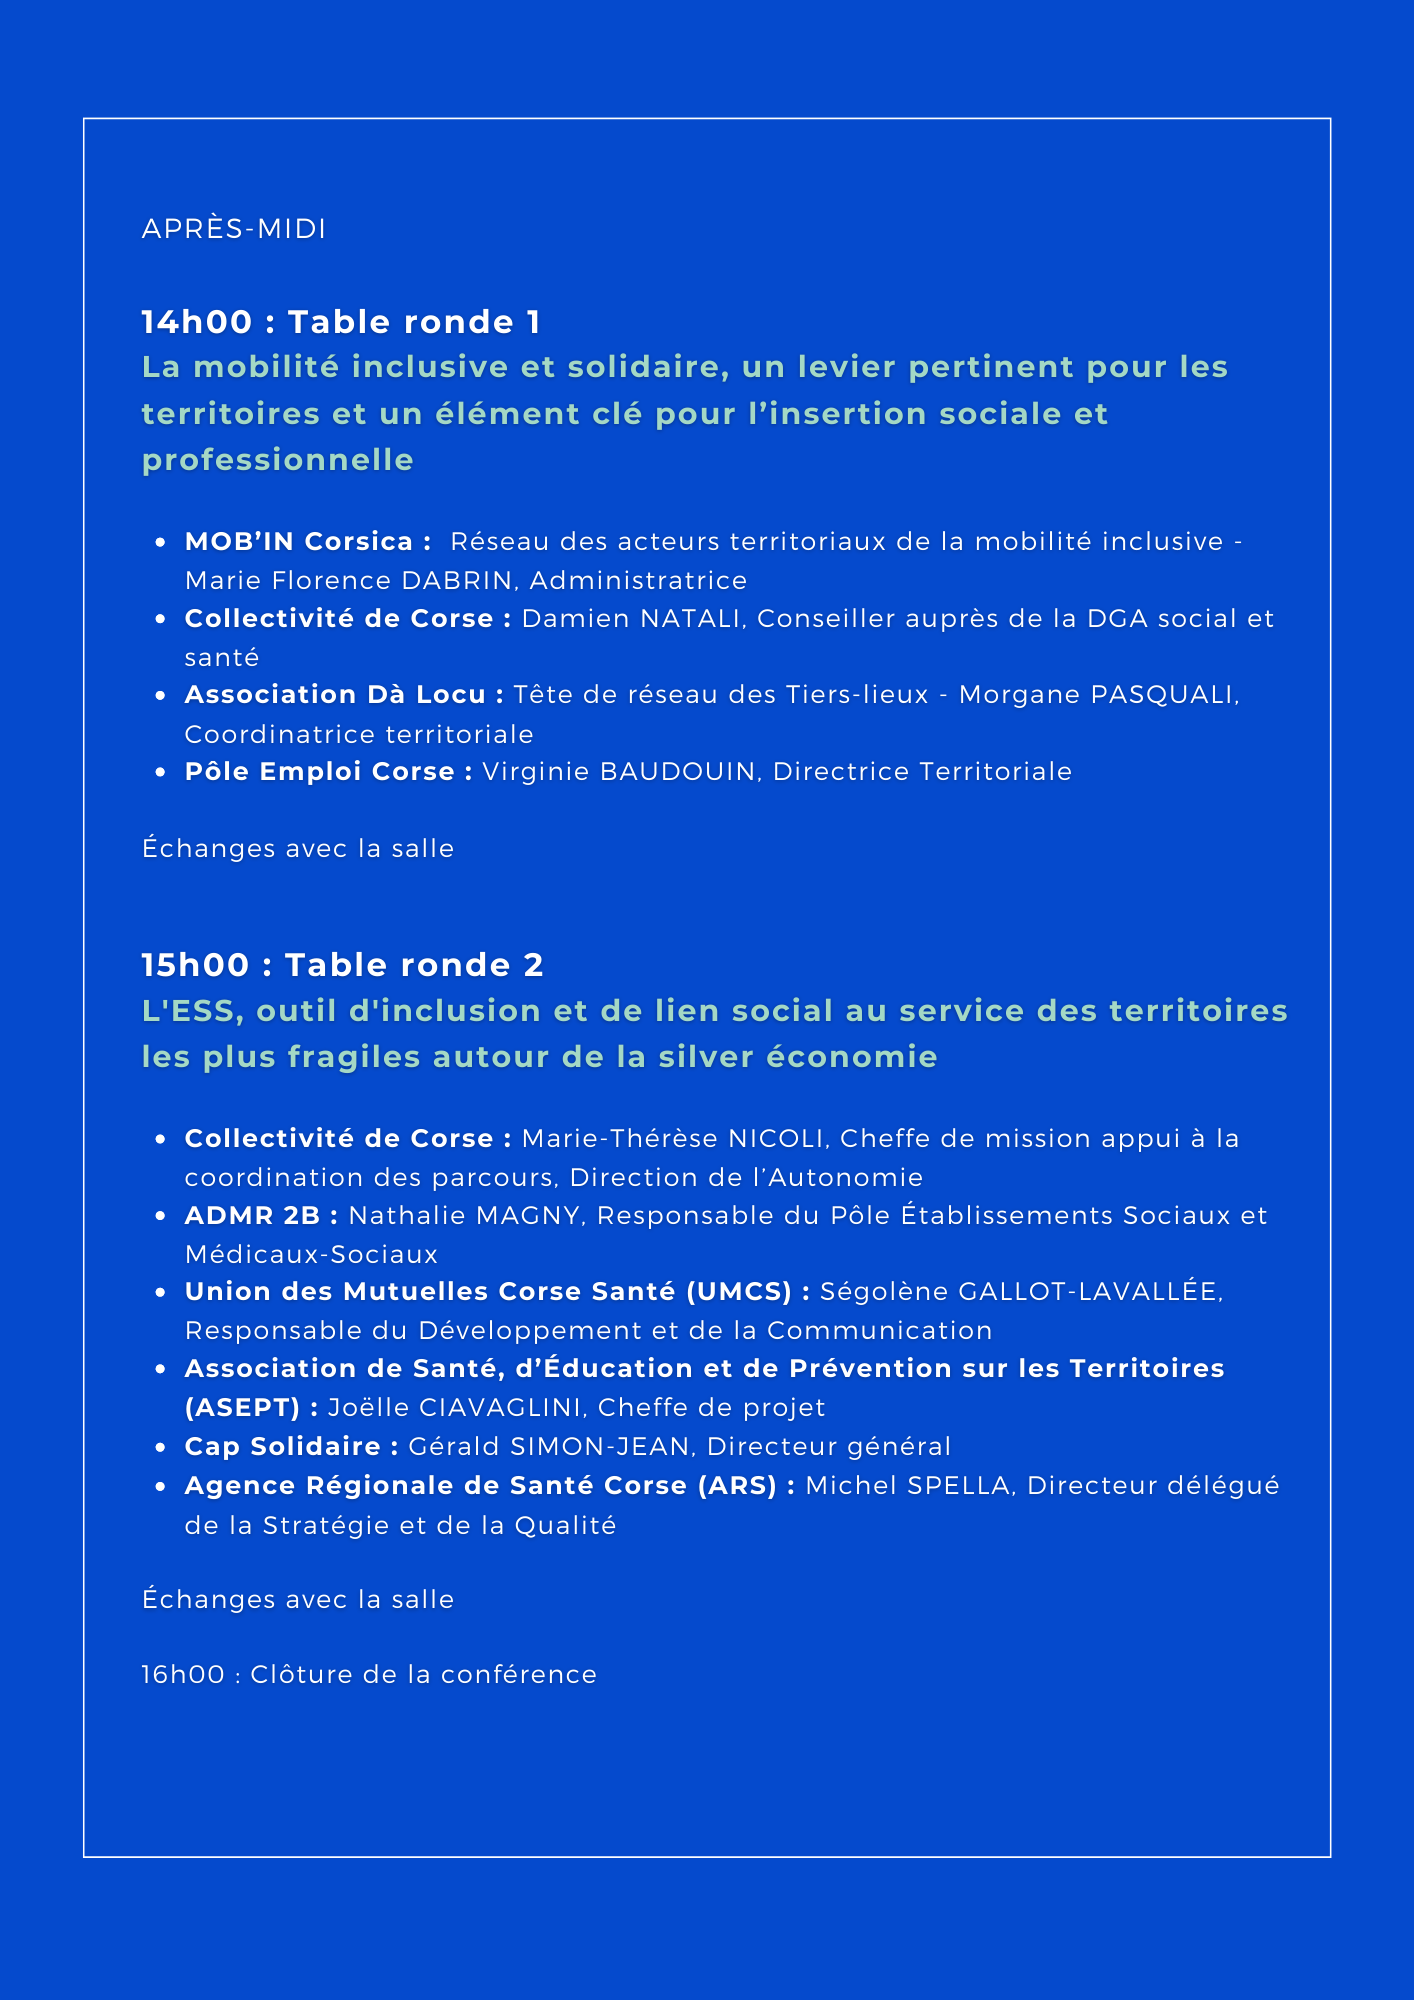 APRÈS-MIDI
14h00 : Table ronde 1
La mobilité inclusive et solidaire, un levier pertinent pour les
territoires et un élément clé pour l’insertion sociale et
professionnelle
• MOB’IN Corsica : Réseau des acteurs territoriaux de la mobilité inclusive -
Marie Florence DABRIN, Administratrice
• Collectivité de Corse : Damien NATALI, Conseiller auprès de la DGA social et
santé
• Association Dà Locu : Tête de réseau des Tiers-lieux - Morgane PASQUALI,
Coordinatrice territoriale
• Pôle Emploi Corse : Virginie BAUDOUIN, Directrice Territoriale
Échanges avec la salle
15h00 : Table ronde 2
L'ESS, outil d'inclusion et de lien social au service des territoires
les plus fragiles autour de la silver économie
• Collectivité de Corse : Marie-Thérèse NICOLI, Cheffe de mission appui à la
coordination des parcours, Direction de l’Autonomie
• ADMR 2B : Nathalie MAGNY, Responsable du Pôle Établissements Sociaux et
Médicaux-Sociaux
• Union des Mutuelles Corse Santé (UMCS) : Ségolène GALLOT-LAVALLÉE,
Responsable du Développement et de la Communication
• Association de Santé, d’Éducation et de Prévention sur les Territoires
(ASEPT) : Joëlle CIAVAGLINI, Cheffe de projet
• Cap Solidaire : Gérald SIMON-JEAN, Directeur général
• Agence Régionale de Santé Corse (ARS) : Michel SPELLA, Directeur délégué
de la Stratégie et de la Qualité
Échanges avec la salle
16h00 : Clôture de la conférence